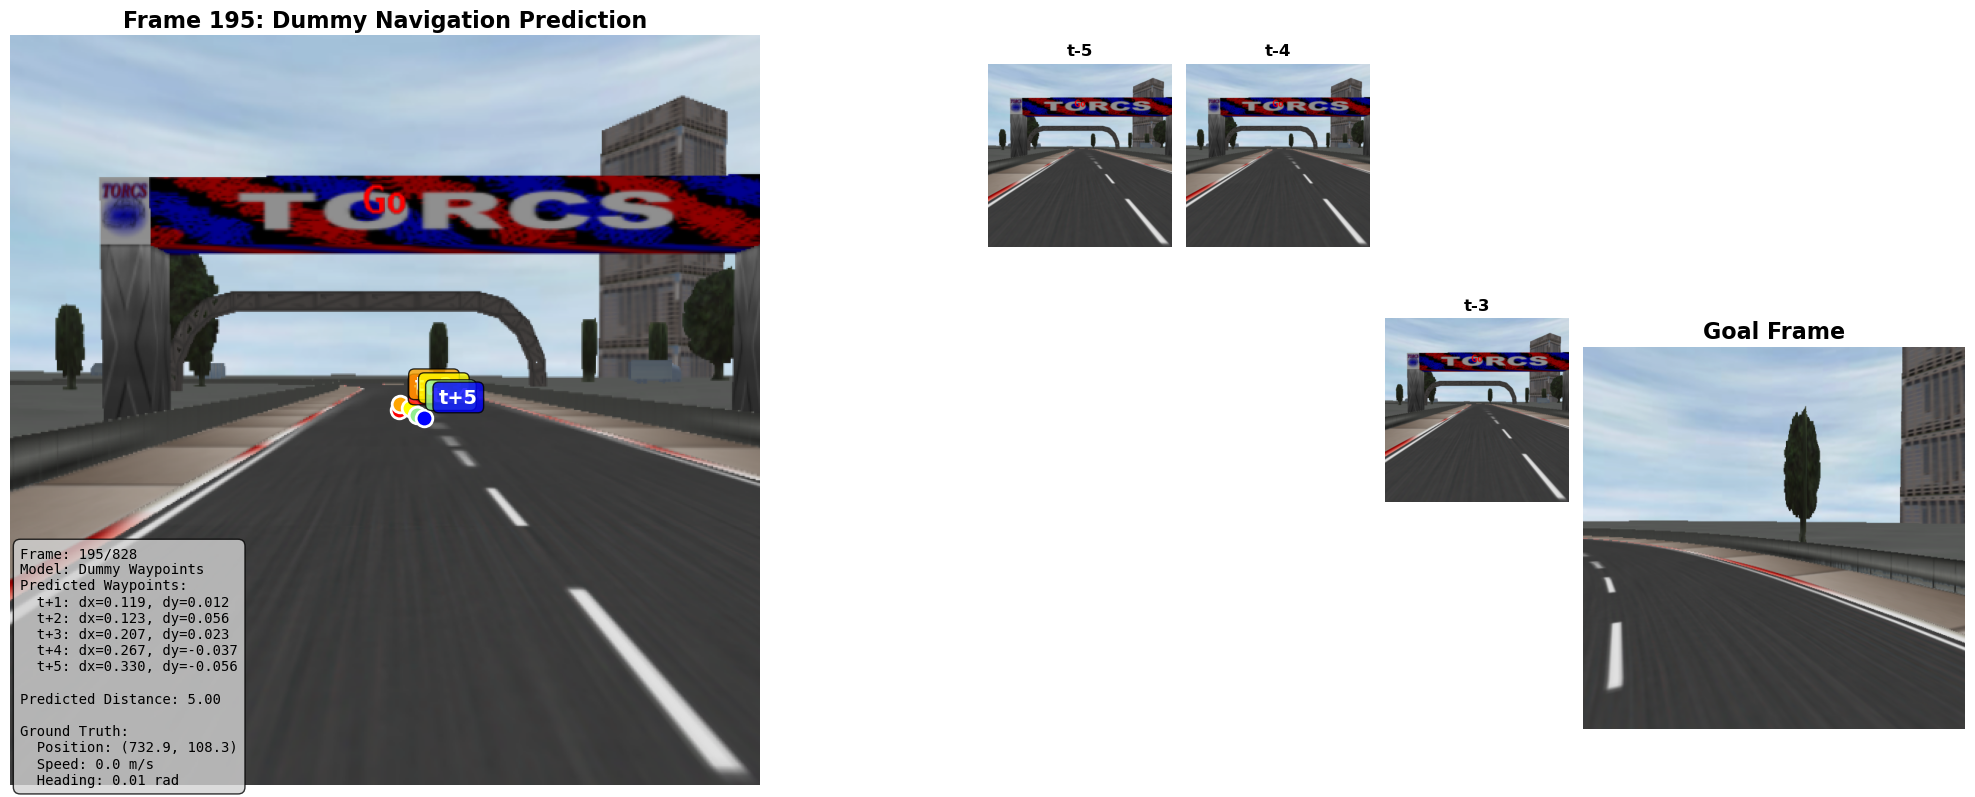 Frame 195: Dummy Navigation Prediction
TORCS
TORCS
Go
t+5
Frame: 195/828
Model: Dummy Waypoints
Predicted Waypoints:
t+1: dx=0.119, dy=0.012
t+2: dx=0.123, dy=0.056
t+3: dx=0.207, dy=0.023
t+4: dx=0.267, dy=-0.037
t+5: dx=0.330, dy=-0.056
Predicted Distance: 5.00
Ground Truth:
Position: (732.9, 108.3)
Speed: 0.0 m/s
Heading: 0.01 rad
t-5
TORCS
Go
t-4
TORCS
Go
t-3
TORCS
Go
Goal Frame